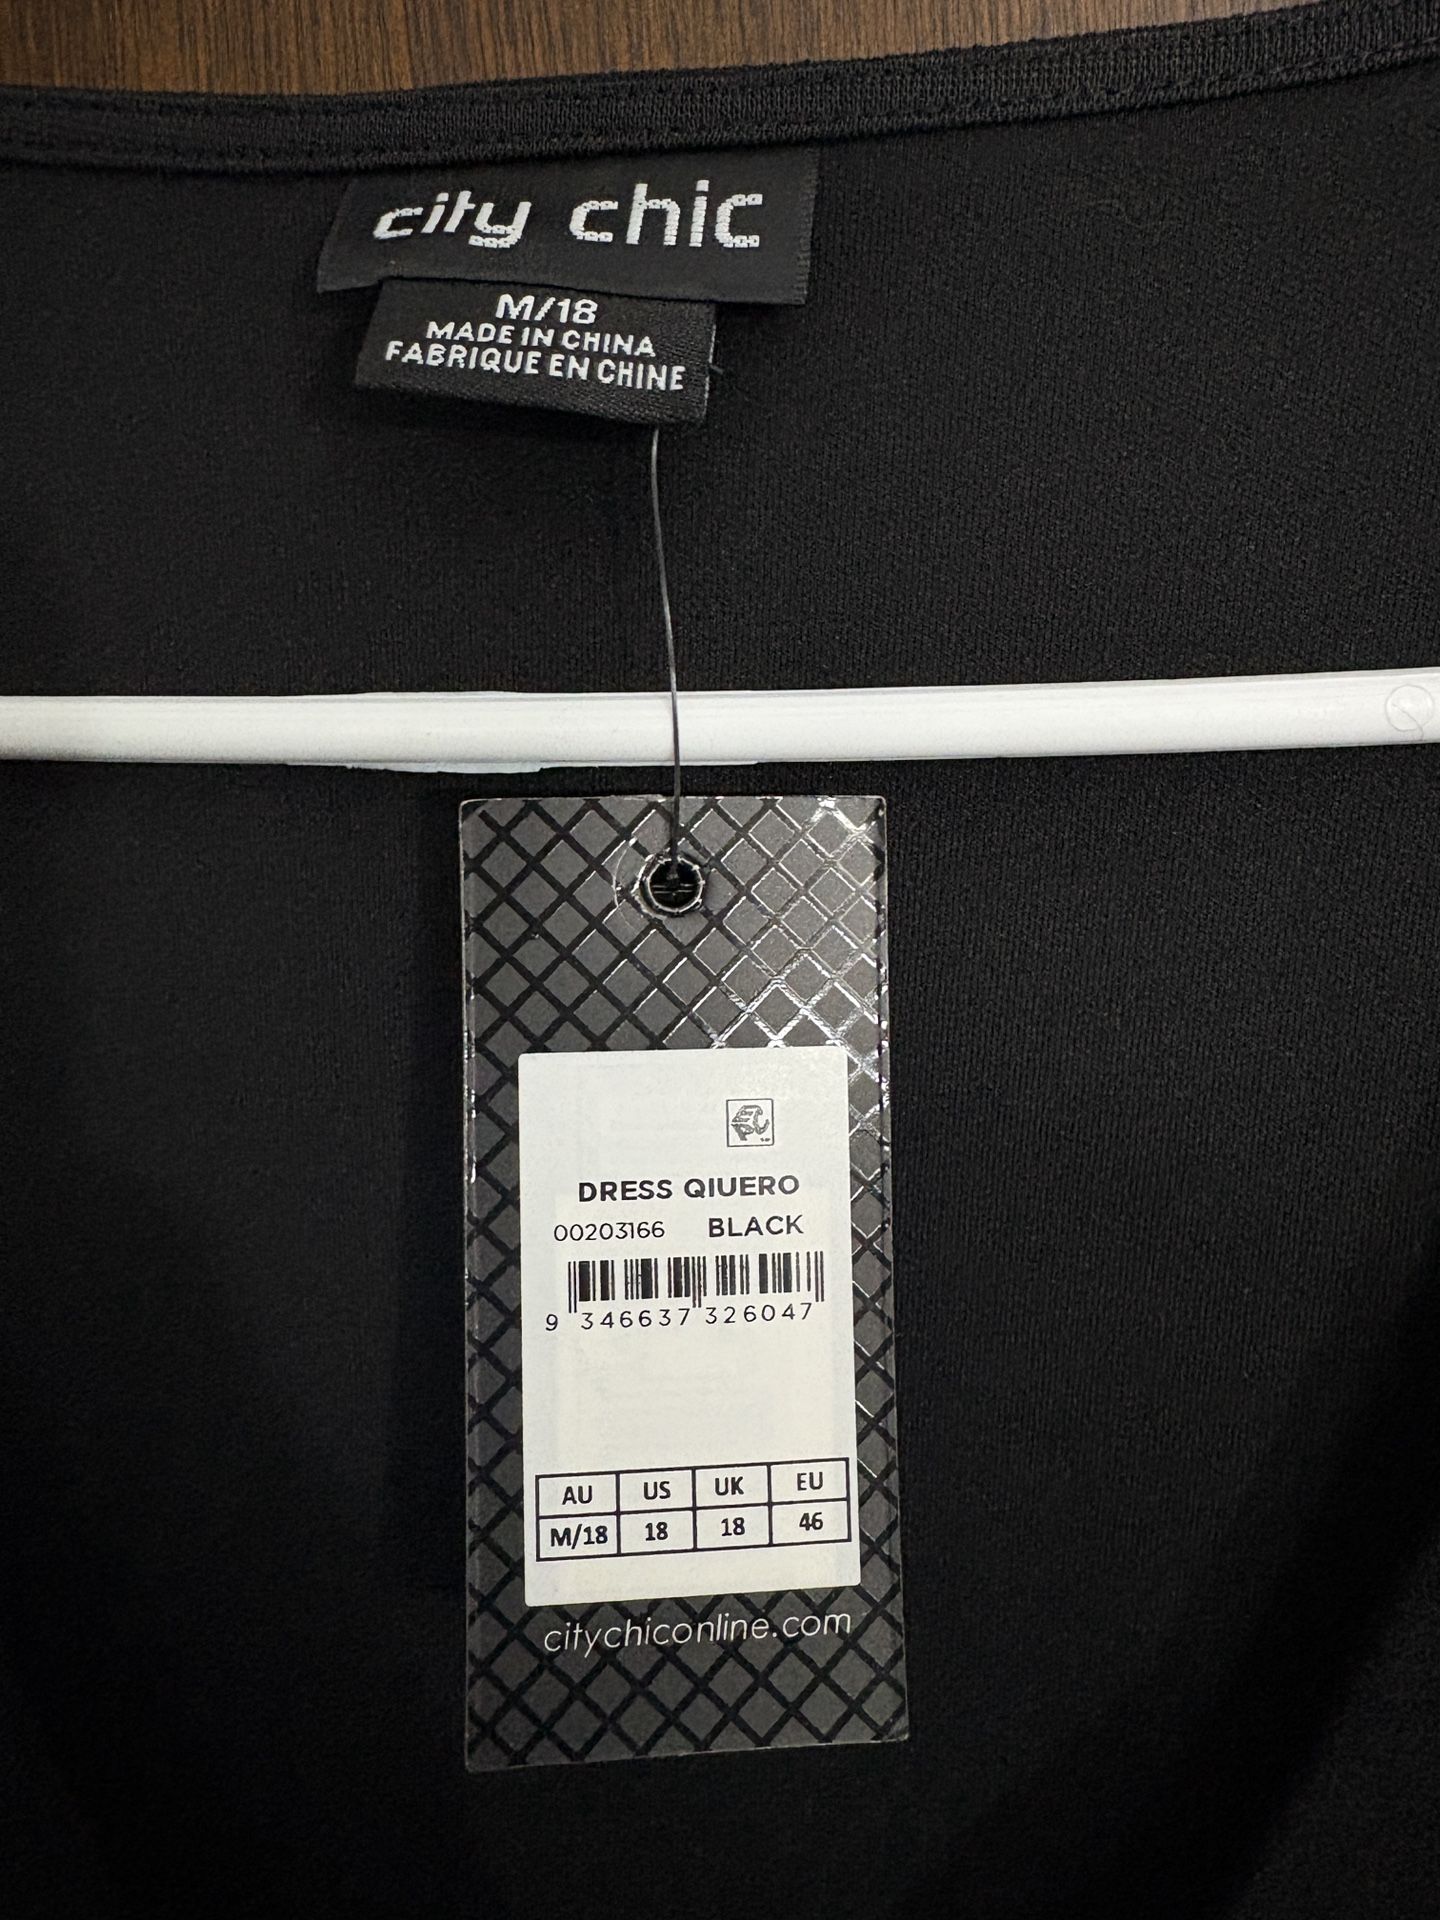 city chic
M/18
MADE IN CHINA
FABRIQUE EN CHINE
DRESS QIUERO
00203166 BLACK
9 346637 326047
AU US UK EU
M/18 18 18 46
citychiconline.com